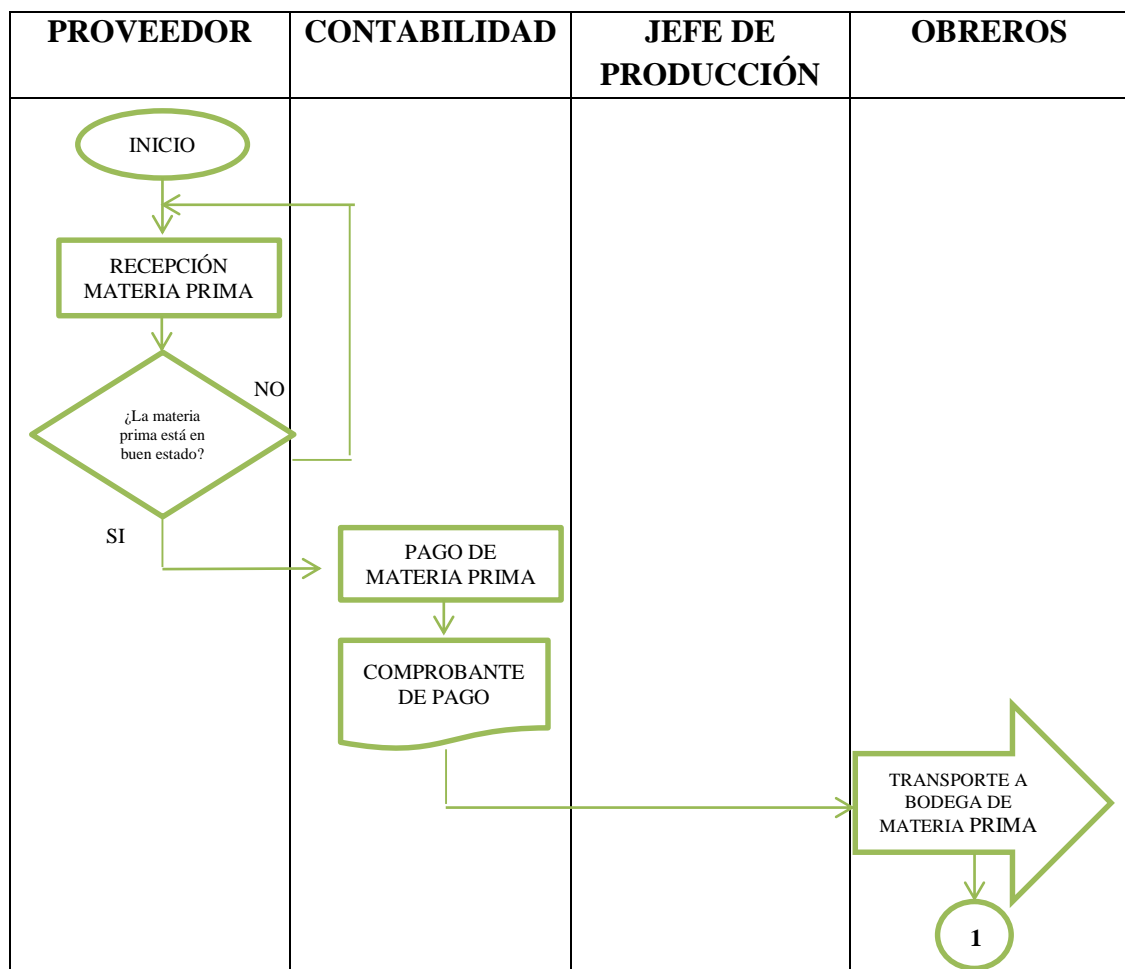 PROVEEDOR
CONTABILIDAD
JEFE DE
PRODUCCIÓN
OBREROS
INICIO
RECEPCIÓN
MATERIA PRIMA
NO
¿La materia
prima está en
buen estado?
SI
PAGO DE
MATERIA PRIMA
COMPROBANTE
DE PAGO
TRANSPORTE A
BODEGA DE
MATERIA PRIMA
1